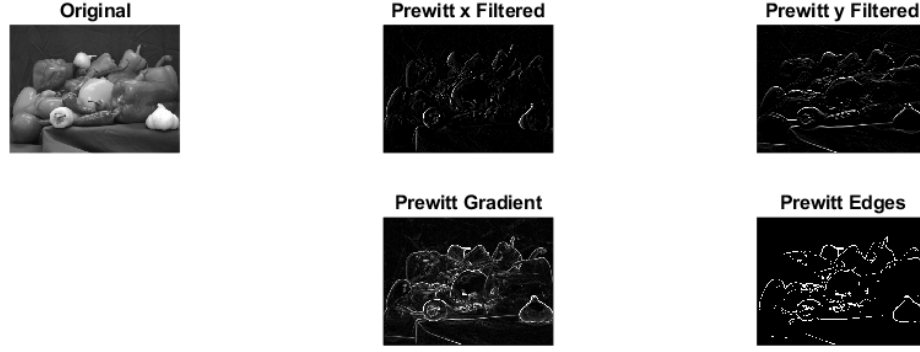 Original
Prewitt x Filtered
Prewitt y Filtered
Prewitt Gradient
Prewitt Edges